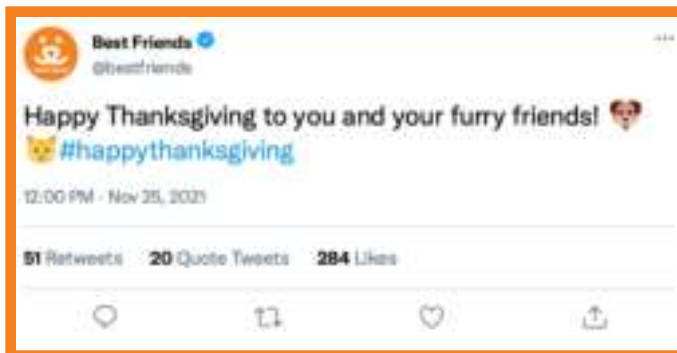 Best Friends
@bestfriends
Happy Thanksgiving to you and your furry friends! 🐶
😺 #happythanksgiving
12:00 PM · Nov 25, 2021
51 Retweets 20 Quote Tweets 284 Likes